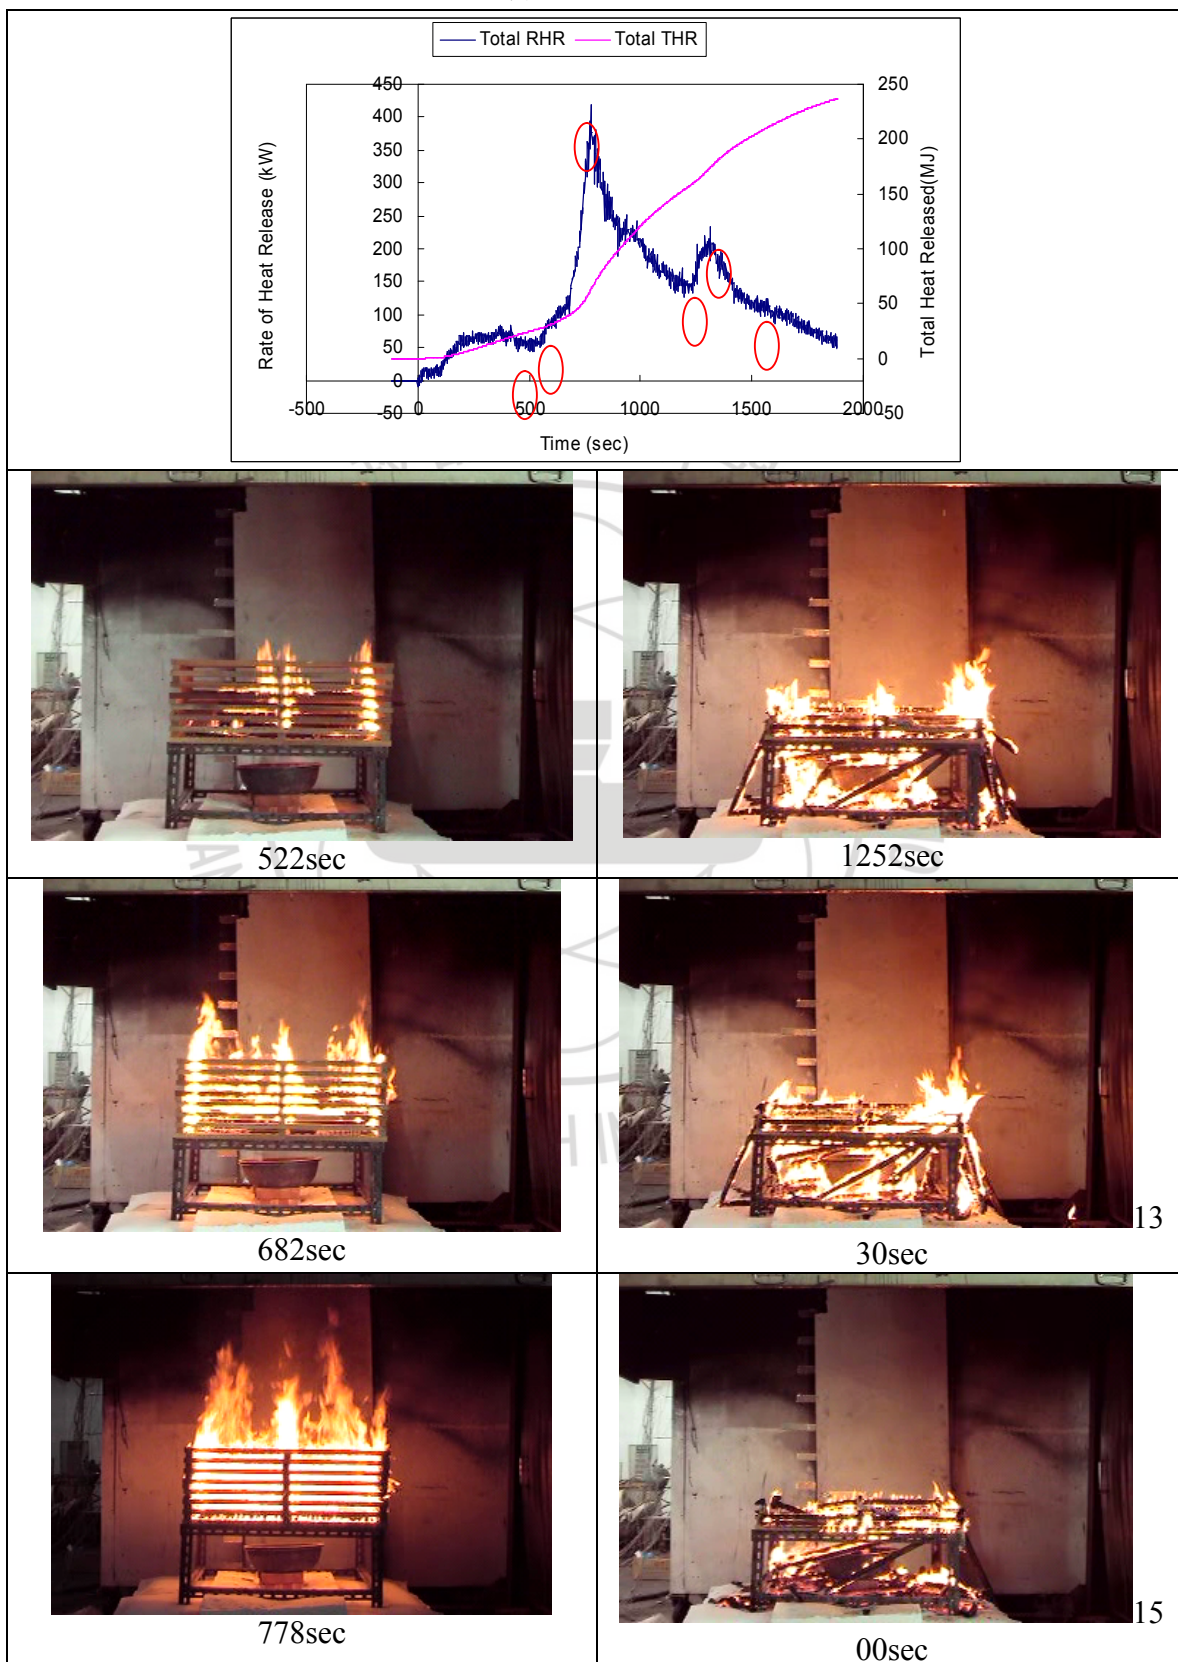 Total RHR Total THR
450 250
400
350 200
300
250 150
200
150 100
100 50
50
0 0
-50 -50
-500 0 500 1000 1500 2000
Rate of Heat Release (kW)
Total Heat Released(MJ)
Time (sec)
522sec
1252sec
682sec
13
30sec
778sec
15
00sec